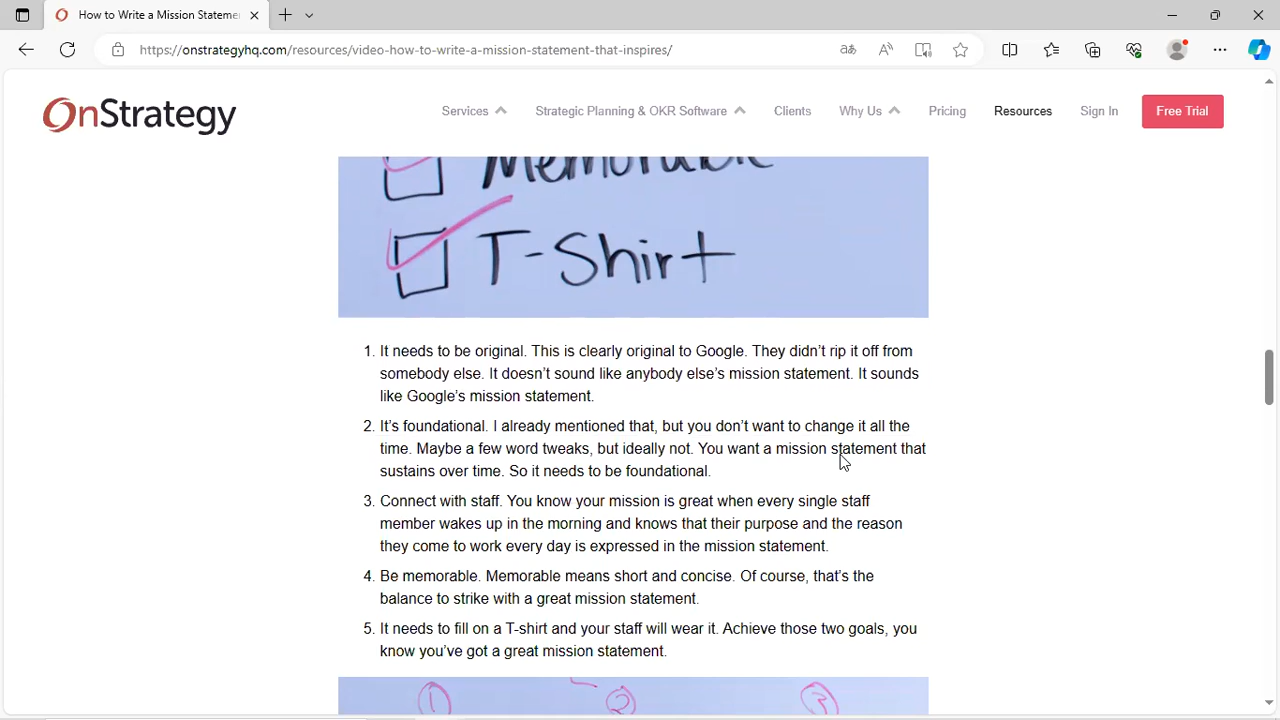 How to Write a Mission Stateme
https://onstrategyhq.com/resources/video-how-to-write-a-mission-statement-that-inspires/
OnStrategy
Services
Strategic Planning & OKR Software
Clients
Why Us
Pricing
Resources
Sign In
Free Trial
Memorable
T-Shirt
1. It needs to be original. This is clearly original to Google. They didn’t rip it off from
somebody else. It doesn’t sound like anybody else’s mission statement. It sounds
like Google’s mission statement.
2. It’s foundational. I already mentioned that, but you don’t want to change it all the
time. Maybe a few word tweaks, but ideally not. You want a mission statement that
sustains over time. So it needs to be foundational.
3. Connect with staff. You know your mission is great when every single staff
member wakes up in the morning and knows that their purpose and the reason
they come to work every day is expressed in the mission statement.
4. Be memorable. Memorable means short and concise. Of course, that’s the
balance to strike with a great mission statement.
5. It needs to fill on a T-shirt and your staff will wear it. Achieve those two goals, you
know you’ve got a great mission statement.
1 2 3